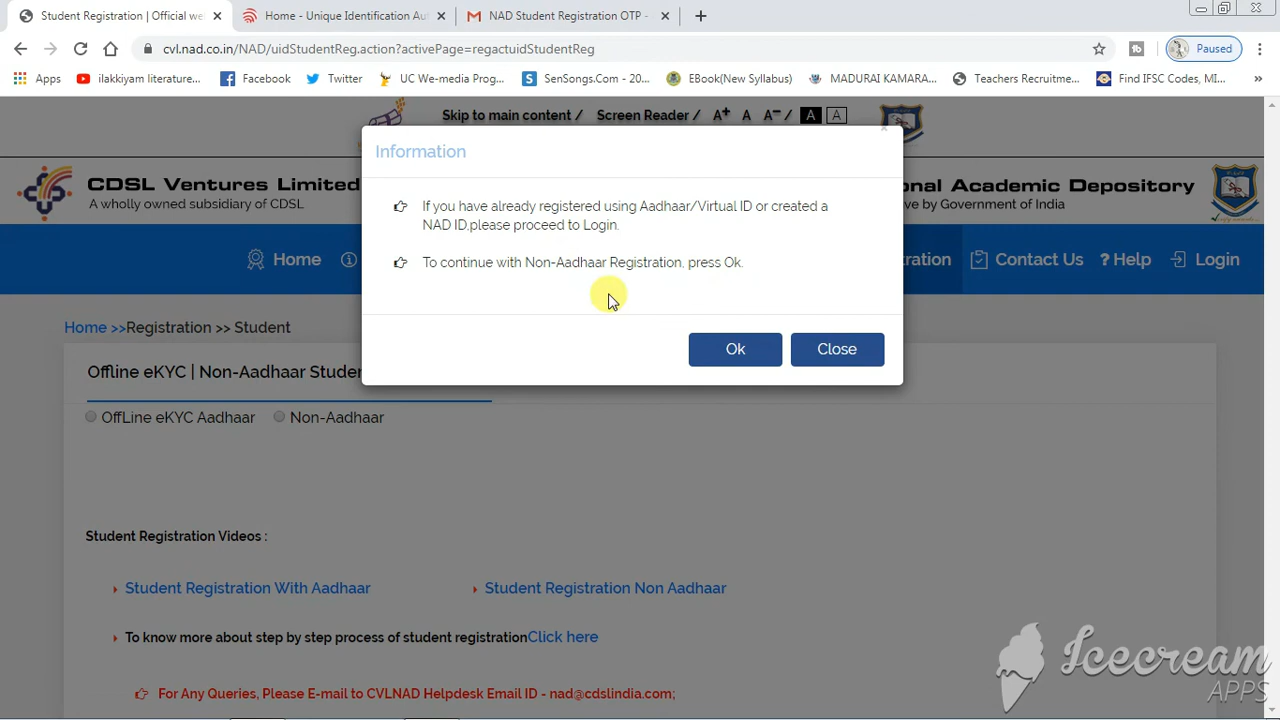 Student Registration | Official we
Home - Unique Identification Aut
NAD Student Registration OTP -
cvl.nad.co.in/NAD/uidStudentReg.action?activePage=regactuidStudentReg
Paused
Apps
ilakkiyam literature...
Facebook
Twitter
UC We-media Prog...
SenSongs.Com - 20...
EBook(New Syllabus)
MADURAI KAMARA...
Teachers Recruitme...
Find IFSC Codes, MI...
»
Skip to main content / Screen Reader / A+ A A- / A A
CDSL Ventures Limited
A wholly owned subsidiary of CDSL
onal Academic Depository
ve by Government of India
Home
tration
Contact Us
? Help
Login
Information
If you have already registered using Aadhaar/Virtual ID or created a
NAD ID,please proceed to Login.
To continue with Non-Aadhaar Registration, press Ok.
Ok
Close
Home >>Registration >> Student
Offline eKYC | Non-Aadhaar Studen
OffLine eKYC Aadhaar
Non-Aadhaar
Student Registration Videos :
Student Registration With Aadhaar
Student Registration Non Aadhaar
To know more about step by step process of student registrationClick here
For Any Queries, Please E-mail to CVLNAD Helpdesk Email ID - nad@cdslindia.com;
Icecream
APPS